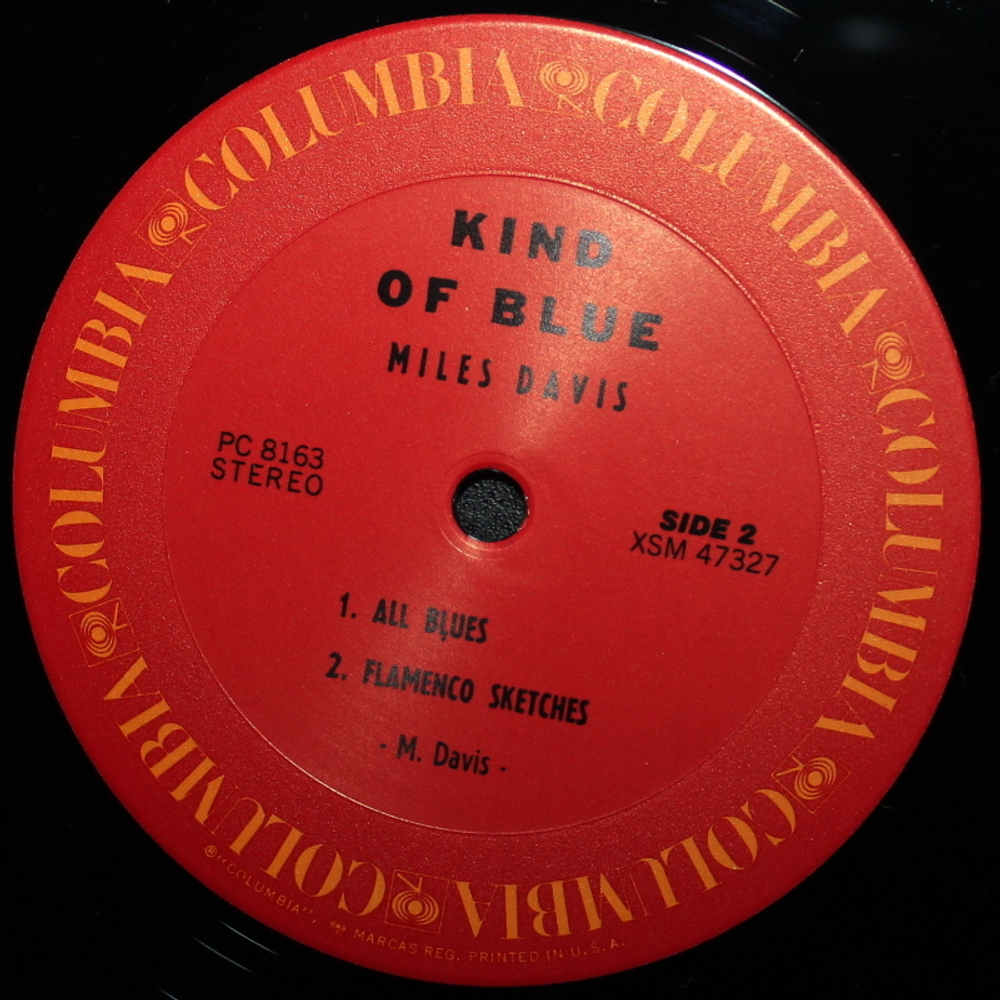 COLUMBIA COLUMBIA COLUMBIA COLUMBIA COLUMBIA COLUMBIA
KIND
OF BLUE
MILES DAVIS
PC 8163
STEREO
SIDE 2
XSM 47327
1. ALL BLUES
2. FLAMENCO SKETCHES
- M. Davis -
® "COLUMBIA", MARCAS REG. PRINTED IN U.S.A.